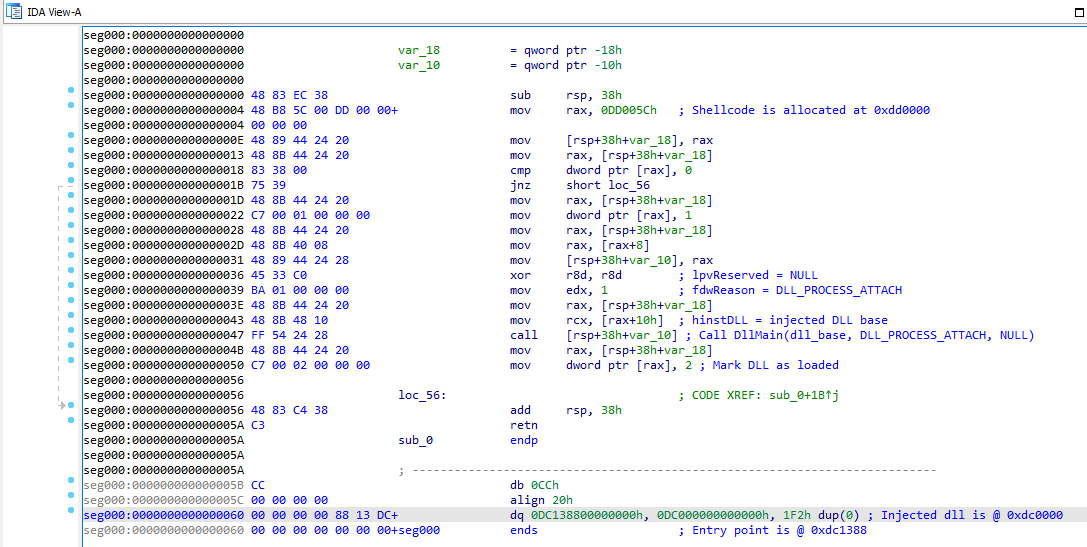 IDA View-A
seg000:0000000000000000
seg000:0000000000000000 var_18 = qword ptr -18h
seg000:0000000000000000 var_10 = qword ptr -10h
seg000:0000000000000000
seg000:0000000000000000 48 83 EC 38 sub rsp, 38h
seg000:0000000000000004 48 B8 5C 00 DD 00 00+ mov rax, 0DD005Ch ; Shellcode is allocated at 0xdd0000
seg000:0000000000000004 00 00 00
seg000:000000000000000E 48 89 44 24 20 mov [rsp+38h+var_18], rax
seg000:0000000000000013 48 8B 44 24 20 mov rax, [rsp+38h+var_18]
seg000:0000000000000018 83 38 00 cmp dword ptr [rax], 0
seg000:000000000000001B 75 39 jnz short loc_56
seg000:000000000000001D 48 8B 44 24 20 mov rax, [rsp+38h+var_18]
seg000:0000000000000022 C7 00 01 00 00 00 mov dword ptr [rax], 1
seg000:0000000000000028 48 8B 44 24 20 mov rax, [rsp+38h+var_18]
seg000:000000000000002D 48 8B 40 08 mov rax, [rax+8]
seg000:0000000000000031 48 89 44 24 28 mov [rsp+38h+var_10], rax
seg000:0000000000000036 45 33 C0 xor r8d, r8d ; lpvReserved = NULL
seg000:0000000000000039 BA 01 00 00 00 mov edx, 1 ; fdwReason = DLL_PROCESS_ATTACH
seg000:000000000000003E 48 8B 44 24 20 mov rax, [rsp+38h+var_18]
seg000:0000000000000043 48 8B 48 10 mov rcx, [rax+10h] ; hinstDLL = injected DLL base
seg000:0000000000000047 FF 54 24 28 call [rsp+38h+var_10] ; Call DllMain(dll_base, DLL_PROCESS_ATTACH, NULL)
seg000:000000000000004B 48 8B 44 24 20 mov rax, [rsp+38h+var_18]
seg000:0000000000000050 C7 00 02 00 00 00 mov dword ptr [rax], 2 ; Mark DLL as loaded
seg000:0000000000000056
seg000:0000000000000056 loc_56: ; CODE XREF: sub_0+1B↑j
seg000:0000000000000056 48 83 C4 38 add rsp, 38h
seg000:000000000000005A C3 retn
seg000:000000000000005A sub_0 endp
seg000:000000000000005A
seg000:000000000000005A ; ---------------------------------------------------------------------------
seg000:000000000000005B CC db 0CCh
seg000:000000000000005C 00 00 00 00 align 20h
seg000:0000000000000060 00 00 00 00 88 13 DC+ dq 0DC138800000000h, 0DC000000000000h, 1F2h dup(0) ; Injected dll is @ 0xdc0000
seg000:0000000000000060 00 00 00 00 00 00 00+seg000 ends ; Entry point is @ 0xdc1388